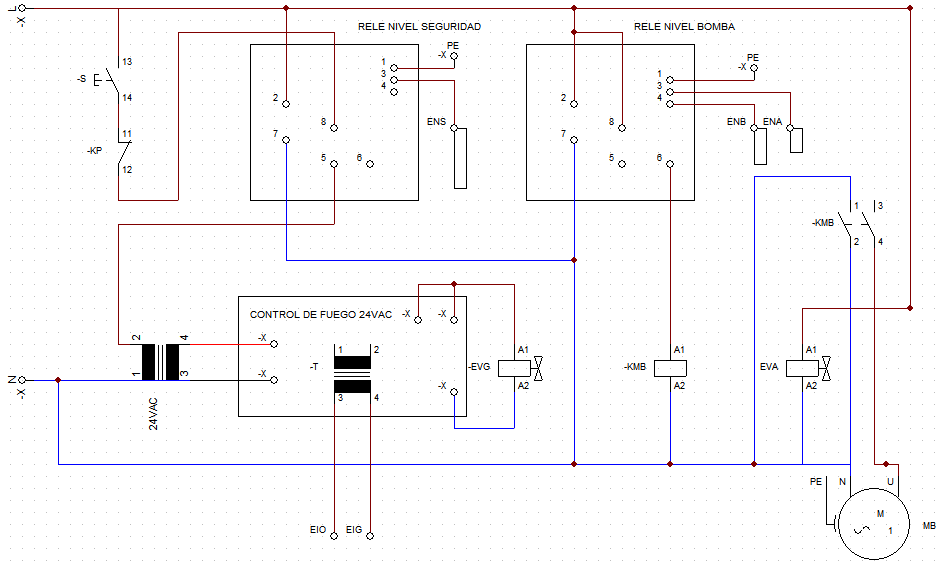 L
-X
RELE NIVEL SEGURIDAD
RELE NIVEL BOMBA
PE
-X
PE
-X
13
-S
14
11
-KP
12
1
3
4
2
8
7
5
6
ENS
1
3
4
2
8
7
5
6
ENB
ENA
1
3
-KMB
2
4
CONTROL DE FUEGO 24VAC
-X
-X
2
4
-X
1
3
-X
24VAC
N
-X
-T
1
2
3
4
-X
-EVG
A1
A2
-KMB
A1
A2
EVA
A1
A2
EIO
EIG
PE
N
U
M
1
MB